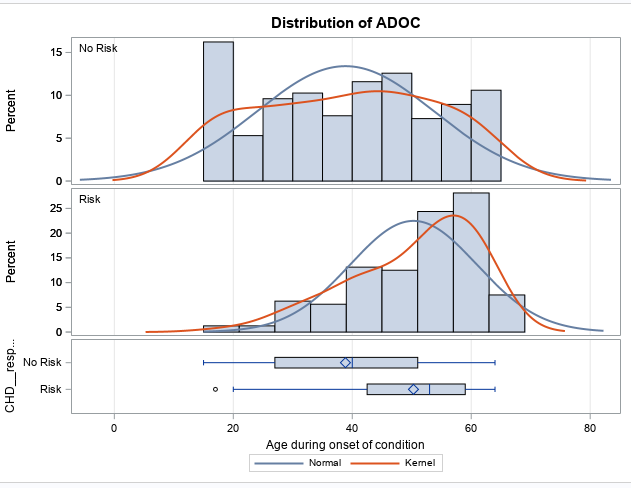 Distribution of ADOC
No Risk
Percent
15
10
5
0
Risk
Percent
25
20
15
10
5
0
CHD__resp...
No Risk
Risk
0 20 40 60 80
Age during onset of condition
Normal Kernel